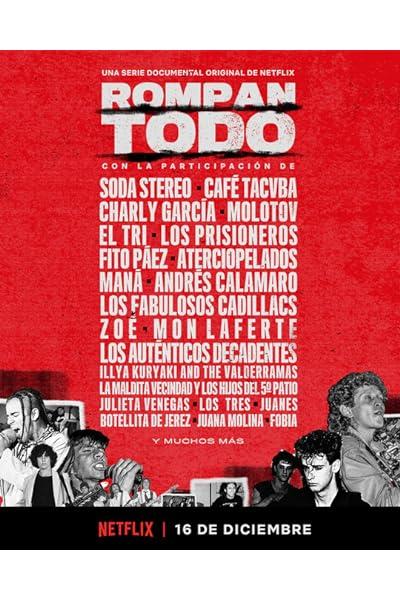 UNA SERIE DOCUMENTAL ORIGINAL DE NETFLIX
ROMPAN
TODO
CON LA PARTICIPACIÓN DE
SODA STEREO · CAFÉ TACVBA
CHARLY GARCÍA · MOLOTOV
EL TRI · LOS PRISIONEROS
FITO PÁEZ · ATERCIOPELADOS
MANÁ · ANDRÉS CALAMARO
LOS FABULOSOS CADILLACS
ZOÉ · MON LAFERTE
LOS AUTÉNTICOS DECADENTES
ILLYA KURYAKI AND THE VALDERRAMAS
LA MALDITA VECINDAD Y LOS HIJOS DEL 5º PATIO
JULIETA VENEGAS · LOS TRES · JUANES
BOTELLITA DE JEREZ · JUANA MOLINA · FOBIA
Y MUCHOS MÁS
NETFLIX | 16 DE DICIEMBRE